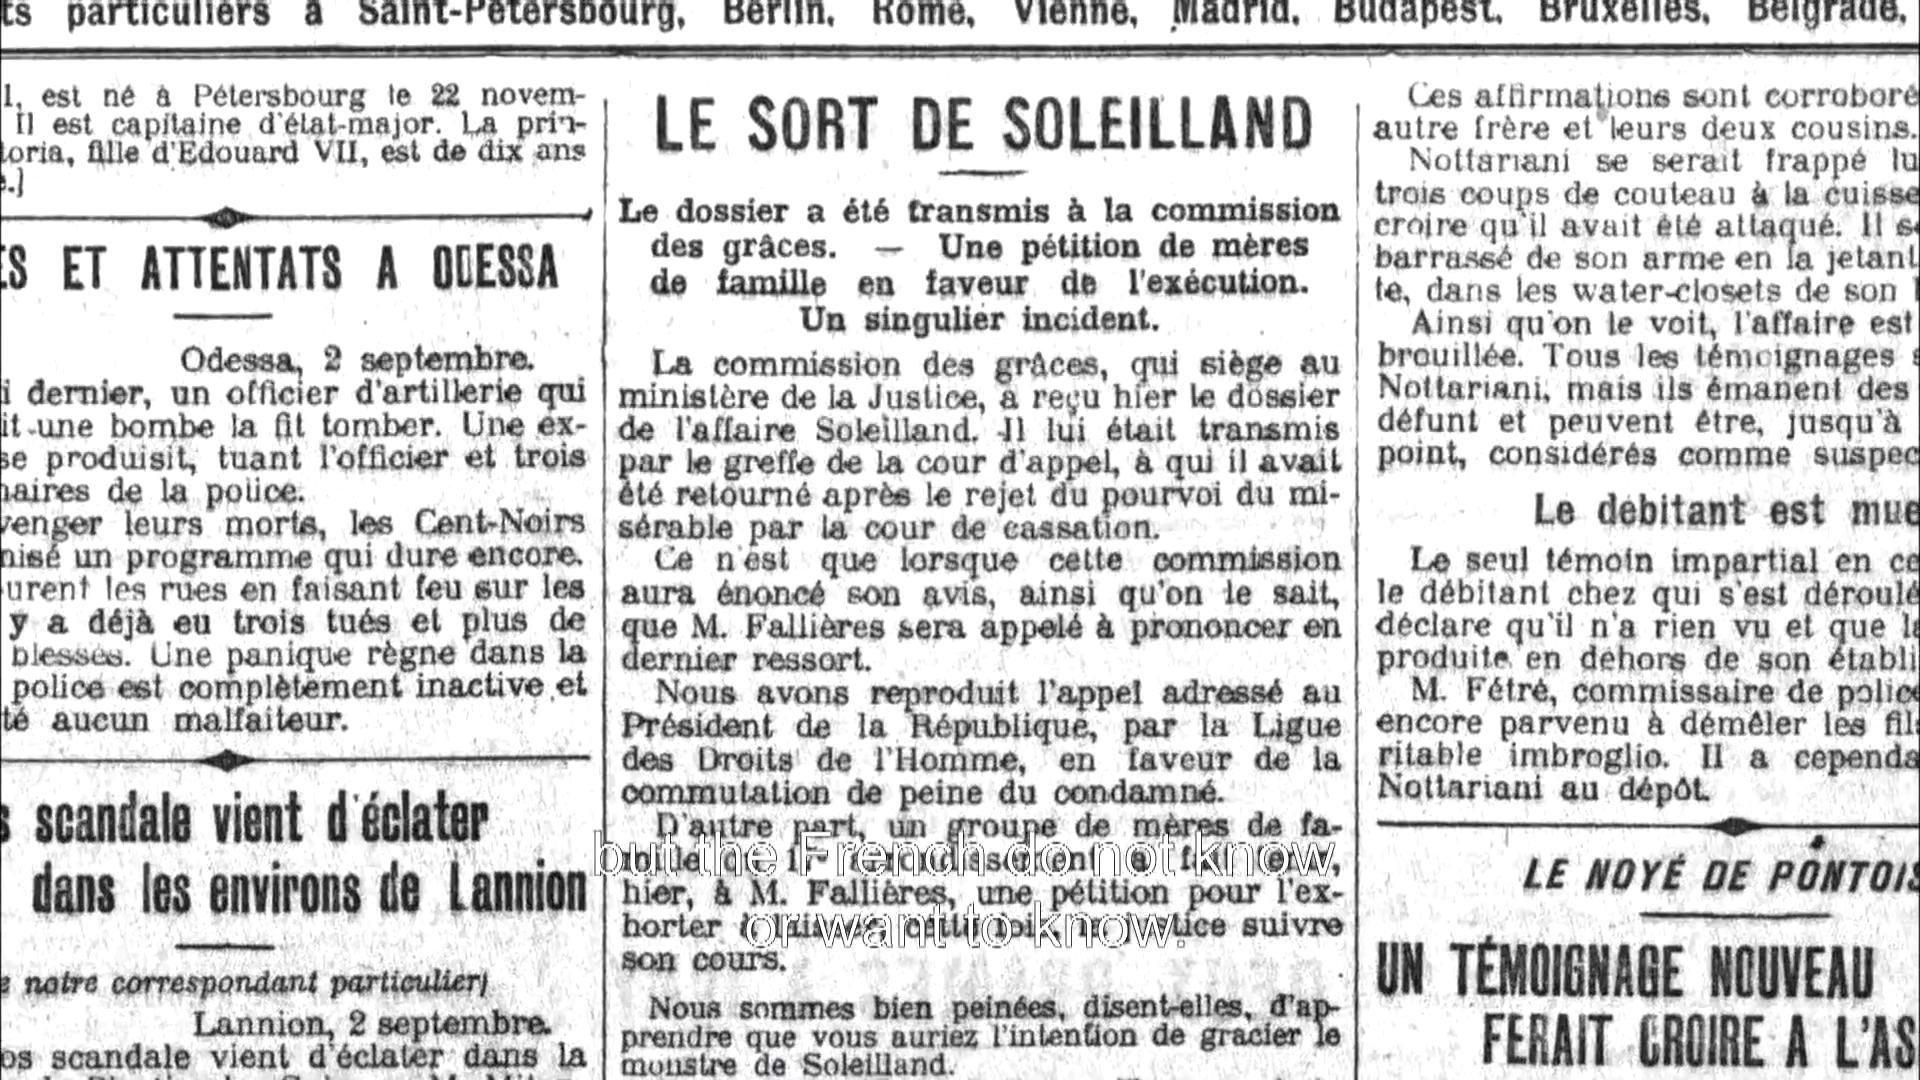 ts particuliers à Saint-Pétersbourg, Berlin, Rome, Vienne, Madrid, Budapest, Bruxelles, Belgrade,
1, est né à Pétersbourg le 22 novem-
Il est capitaine d'état-major. La prin-
toria, fille d'Edouard VII, est de dix ans
e.]
ES ET ATTENTATS A ODESSA
Odessa, 2 septembre.
i dernier, un officier d'artillerie qui
it une bombe la fit tomber. Une ex-
se produisit, tuant l'officier et trois
naires de la police.
venger leurs morts, les Cent-Noirs
nisé un programme qui dure encore.
urent les rues en faisant feu sur les
y a déjà eu trois tués et plus de
blessés. Une panique règne dans la
police est complètement inactive et
té aucun malfaiteur.
s scandale vient d'éclater
dans les environs de Lannion
e notre correspondant particulier)
Lannion, 2 septembre.
os scandale vient d'éclater dans la
LE SORT DE SOLEILLAND
Le dossier a été transmis à la commission
des grâces. — Une pétition de mères
de famille en faveur de l'exécution.
Un singulier incident.
La commission des grâces, qui siège au
ministère de la Justice, a reçu hier le dossier
de l'affaire Soleilland. Il lui était transmis
par le greffe de la cour d'appel, à qui il avait
été retourné après le rejet du pourvoi du mi-
sérable par la cour de cassation.
Ce n'est que lorsque cette commission
aura énoncé son avis, ainsi qu'on le sait,
que M. Fallières sera appelé à prononcer en
dernier ressort.
Nous avons reproduit l'appel adressé au
Président de la République, par la Ligue
des Droits de l'Homme, en faveur de la
commutation de peine du condamné.
D'autre part, un groupe de mères de fa-
hier, à M. Fallières, une pétition pour l'ex-
horter suivre
son cours.
Nous sommes bien peinées, disent-elles, d'ap-
prendre que vous auriez l'intention de gracier le
monstre de Soleilland.
but the French do not know
or want to know.
Ces affirmations sont corroboré
autre frère et leurs deux cousins.
Nottariani se serait frappé lu
trois coups de couteau à la cuisse
croire qu'il avait été attaqué. Il s
barrassé de son arme en la jetant
te, dans les water-closets de son
Ainsi qu'on le voit, l'affaire est
brouillée. Tous les témoignages s
Nottariani, mais ils émanent des
défunt et peuvent être, jusqu'à
point, considérés comme suspec
Le débitant est mue
Le seul témoin impartial en ce
le débitant chez qui s'est déroulé
déclare qu'il n'a rien vu et que la
produite en dehors de son établi
M. Fétré, commissaire de police
encore parvenu à démêler les fil
ritable imbroglio. Il a cependa
Nottariani au dépôt.
LE NOYÉ DE PONTOIS
UN TÉMOIGNAGE NOUVEAU
FERAIT CROIRE A L'AS